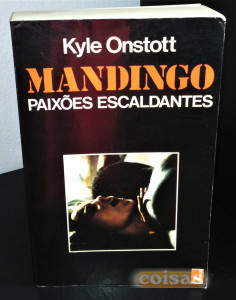 Kyle Onstott
MANDINGO
PAIXÕES ESCALDANTES
coisas